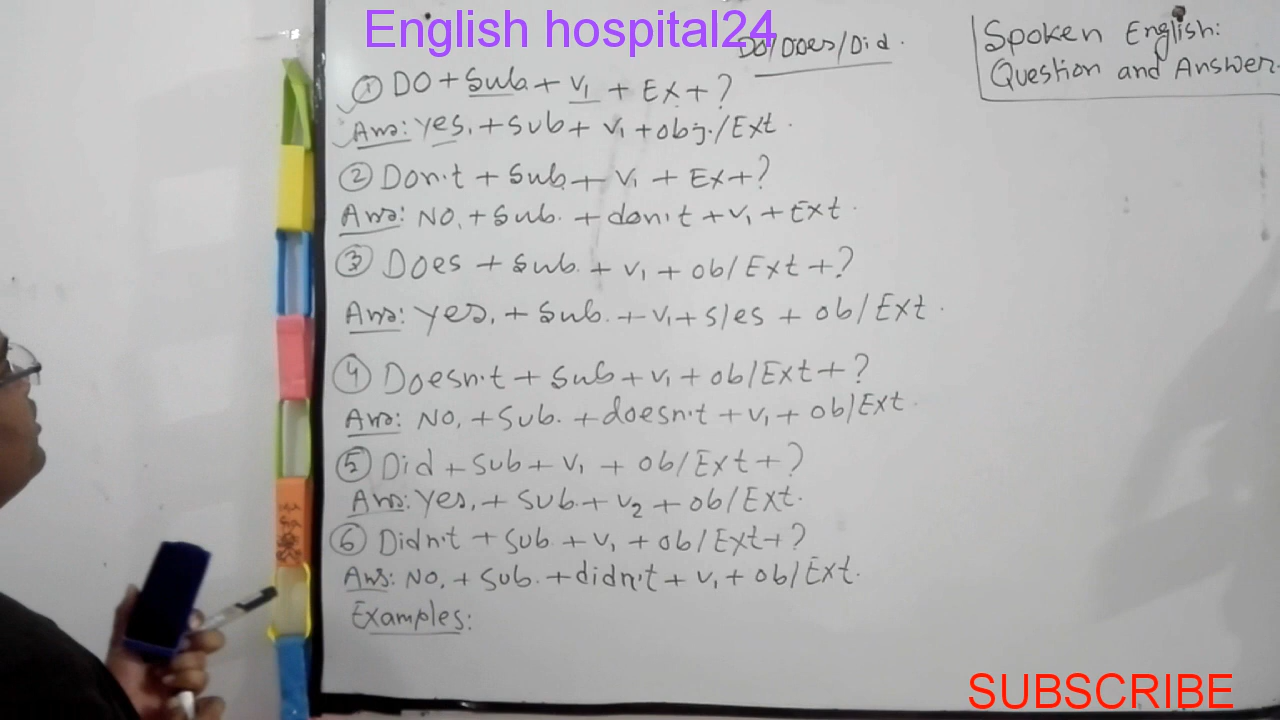 English hospital24
Do/Does/Did.
Spoken English:
Question and Answer
① DO + Sub. + V₁ + Ex + ?
Ans: Yes, + Sub + V₁ + obj./Ext.
② Don't + Sub. + V₁ + Ex + ?
Ans: No, + Sub. + don't + V₁ + Ext.
③ Does + Sub. + V₁ + ob/Ext + ?
Ans: Yes, + Sub. + V₁ + s/es + ob/Ext.
④ Doesn't + Sub + V₁ + ob/Ext + ?
Ans: No, + Sub. + doesn't + V₁ + ob/Ext.
⑤ Did + Sub + V₁ + ob/Ext + ?
Ans: Yes, + Sub. + V₂ + ob/Ext.
⑥ Didn't + Sub + V₁ + ob/Ext + ?
Ans: No, + Sub. + didn't + V₁ + ob/Ext.
Examples:
SUBSCRIBE